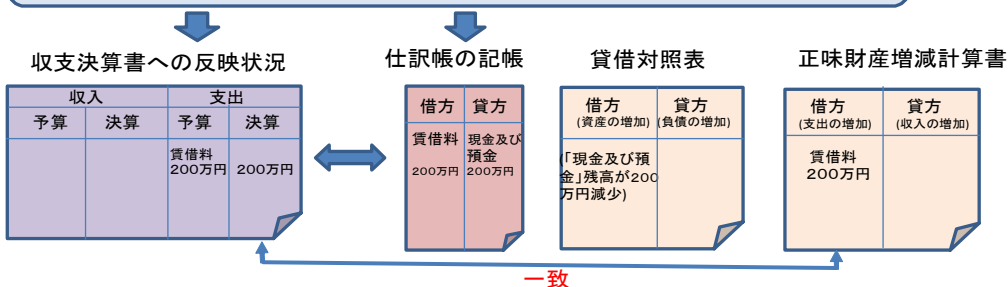 収支決算書への反映状況
収入
支出
予算
決算
予算
決算
賃借料
200万円
200万円
仕訳帳の記帳
借方
貸方
賃借料
200万円
現金及び
預金
200万円
貸借対照表
借方
(資産の増加)
貸方
(負債の増加)
(「現金及び預
金」残高が200
万円減少)
正味財産増減計算書
借方
(支出の増加)
貸方
(収入の増加)
賃借料
200万円
一致